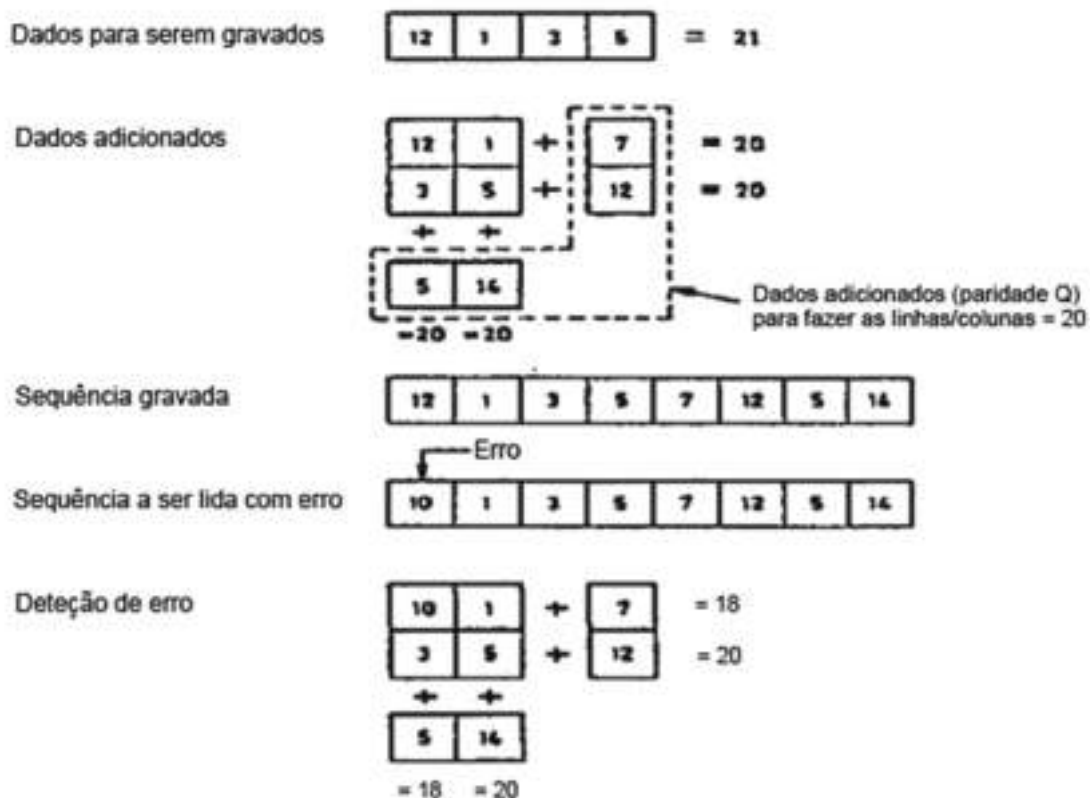 Dados para serem gravados 12 1 3 5 = 21
Dados adicionados
12 1 + 7 = 20
3 5 + 12 = 20
+ +
5 14
=20 =20
Dados adicionados (paridade Q)
para fazer as linhas/colunas = 20
Sequência gravada 12 1 3 5 7 12 5 14
Erro
Sequência a ser lida com erro 10 1 3 5 7 12 5 14
Deteção de erro
10 1 + 7 = 18
3 5 + 12 = 20
+ +
5 14
= 18 = 20